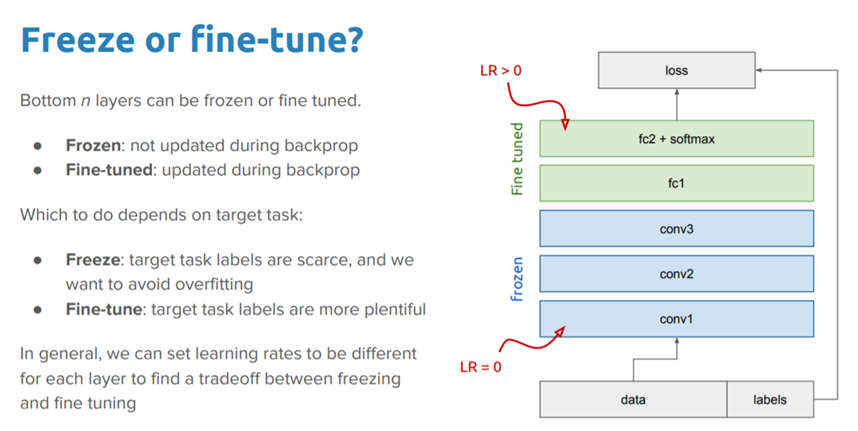 Freeze or fine-tune?
Bottom n layers can be frozen or fine tuned.
● Frozen: not updated during backprop
● Fine-tuned: updated during backprop
Which to do depends on target task:
● Freeze: target task labels are scarce, and we
want to avoid overfitting
● Fine-tune: target task labels are more plentiful
In general, we can set learning rates to be different
for each layer to find a tradeoff between freezing
and fine tuning
LR > 0
loss
Fine tuned
fc2 + softmax
fc1
conv3
frozen
conv2
conv1
LR = 0
data
labels